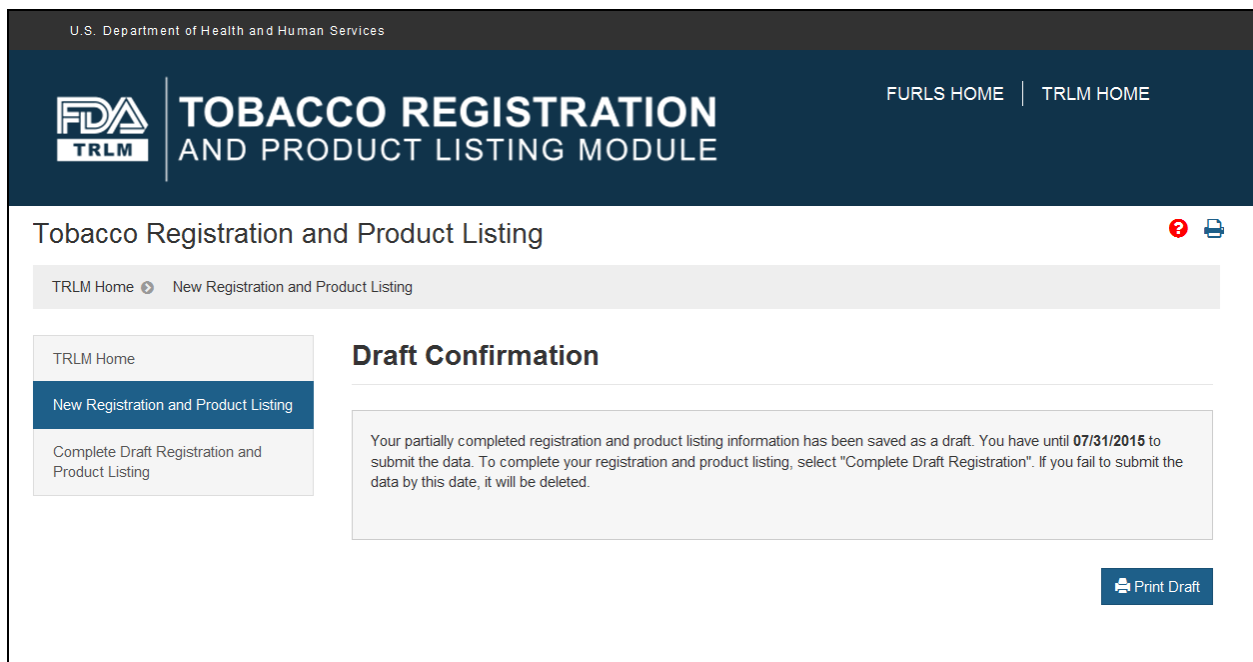 U.S. Department of Health and Human Services
FDA
TRLM
TOBACCO REGISTRATION
AND PRODUCT LISTING MODULE
FURLS HOME | TRLM HOME
Tobacco Registration and Product Listing
TRLM Home New Registration and Product Listing
TRLM Home
New Registration and Product Listing
Complete Draft Registration and
Product Listing
Draft Confirmation
Your partially completed registration and product listing information has been saved as a draft. You have until 07/31/2015 to
submit the data. To complete your registration and product listing, select "Complete Draft Registration". If you fail to submit the
data by this date, it will be deleted.
Print Draft